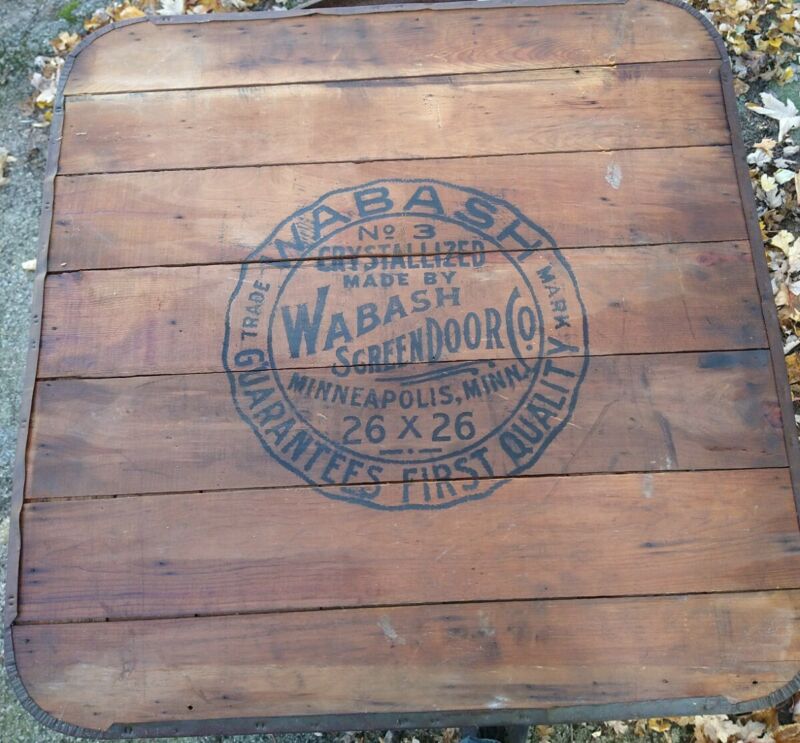 WABASH
No 3
CRYSTALLIZED
MADE BY
WABASH
SCREEN DOOR CO.
MINNEAPOLIS, MINN.
26 X 26
TRADE MARK
GUARANTEES FIRST QUALITY